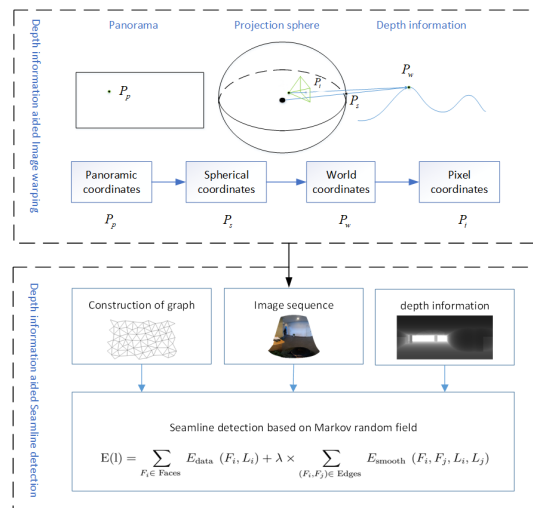 Depth information aided Image warping
Panorama
Projection sphere
Depth information
P_p
P_t
P_s
P_w
Panoramic
coordinates
Spherical
coordinates
World
coordinates
Pixel
coordinates
P_p
P_s
P_w
P_t
Depth information aided Seamline
detection
Construction of graph
Image sequence
depth information
Seamline detection based on Markov random field
E(l) = ∑_{F_i∈ Faces} E_data (F_i, L_i) + λ × ∑_{(F_i,F_j)∈ Edges} E_smooth (F_i, F_j, L_i, L_j)